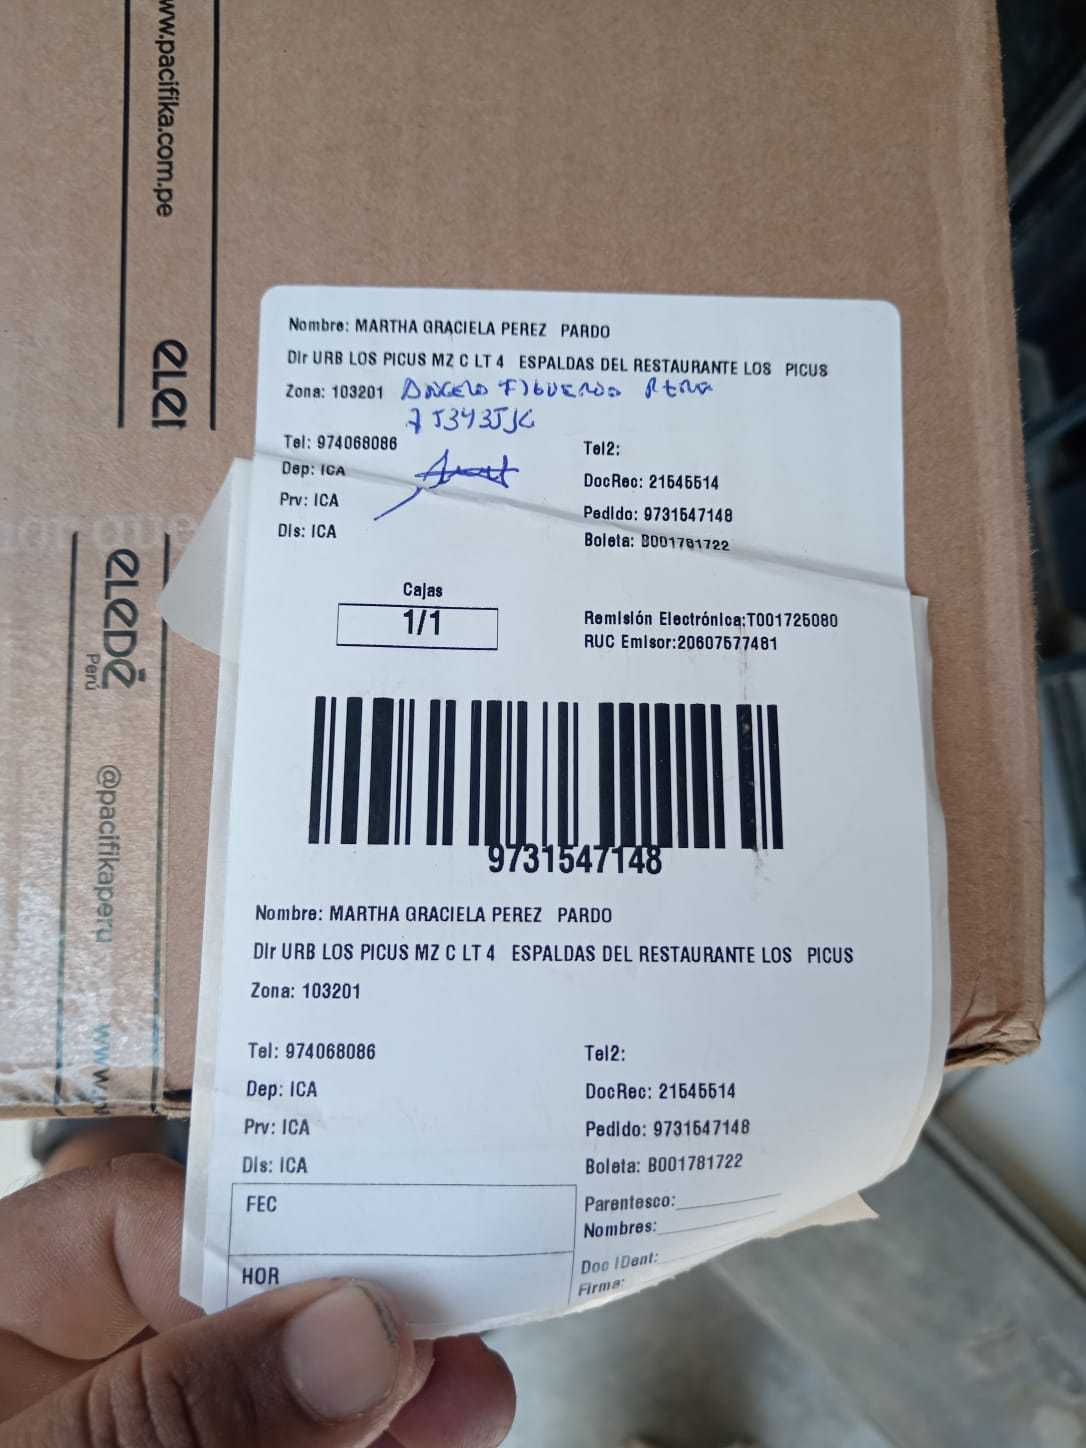 www.pacifika.com.pe
eLeD
eLeDē
Perú
@pacifikaperu
www.
Nombre: MARTHA GRACIELA PEREZ PARDO
Dir URB LOS PICUS MZ C LT 4 ESPALDAS DEL RESTAURANTE LOS PICUS
Zona: 103201
Tel: 974068086
Tel2:
Dep: ICA
DocRec: 21545514
Prv: ICA
Pedido: 9731547148
Dis: ICA
Boleta: B001781722
Cajas
1/1
Remisión Electrónica:T001725080
RUC Emisor:20607577481
9731547148
Nombre: MARTHA GRACIELA PEREZ PARDO
Dir URB LOS PICUS MZ C LT 4 ESPALDAS DEL RESTAURANTE LOS PICUS
Zona: 103201
Tel: 974068086
Tel2:
Dep: ICA
DocRec: 21545514
Prv: ICA
Pedido: 9731547148
Dis: ICA
Boleta: B001781722
FEC
Parentesco:
Nombres:
HOR
Doc IDent:
Firma: